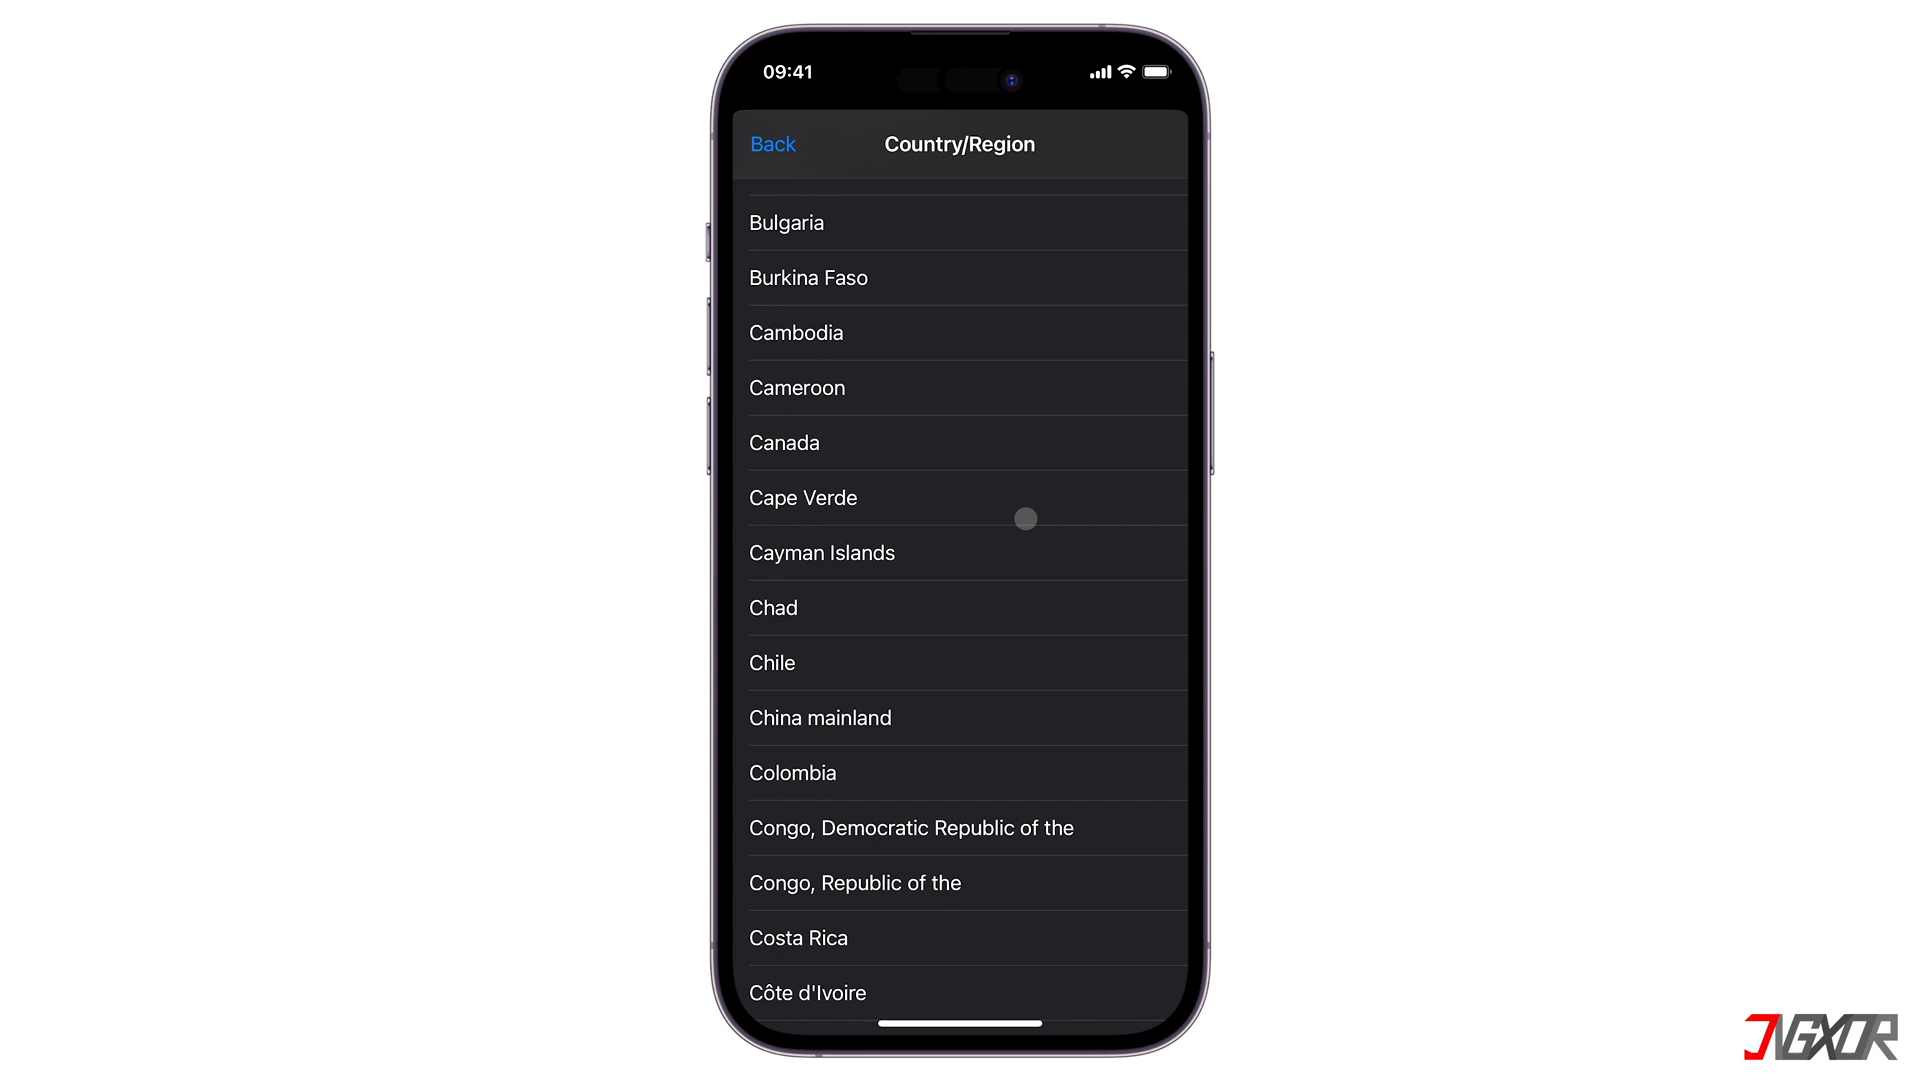 09:41
Back
Country/Region
Bulgaria
Burkina Faso
Cambodia
Cameroon
Canada
Cape Verde
Cayman Islands
Chad
Chile
China mainland
Colombia
Congo, Democratic Republic of the
Congo, Republic of the
Costa Rica
Côte d'Ivoire
JVGXOR